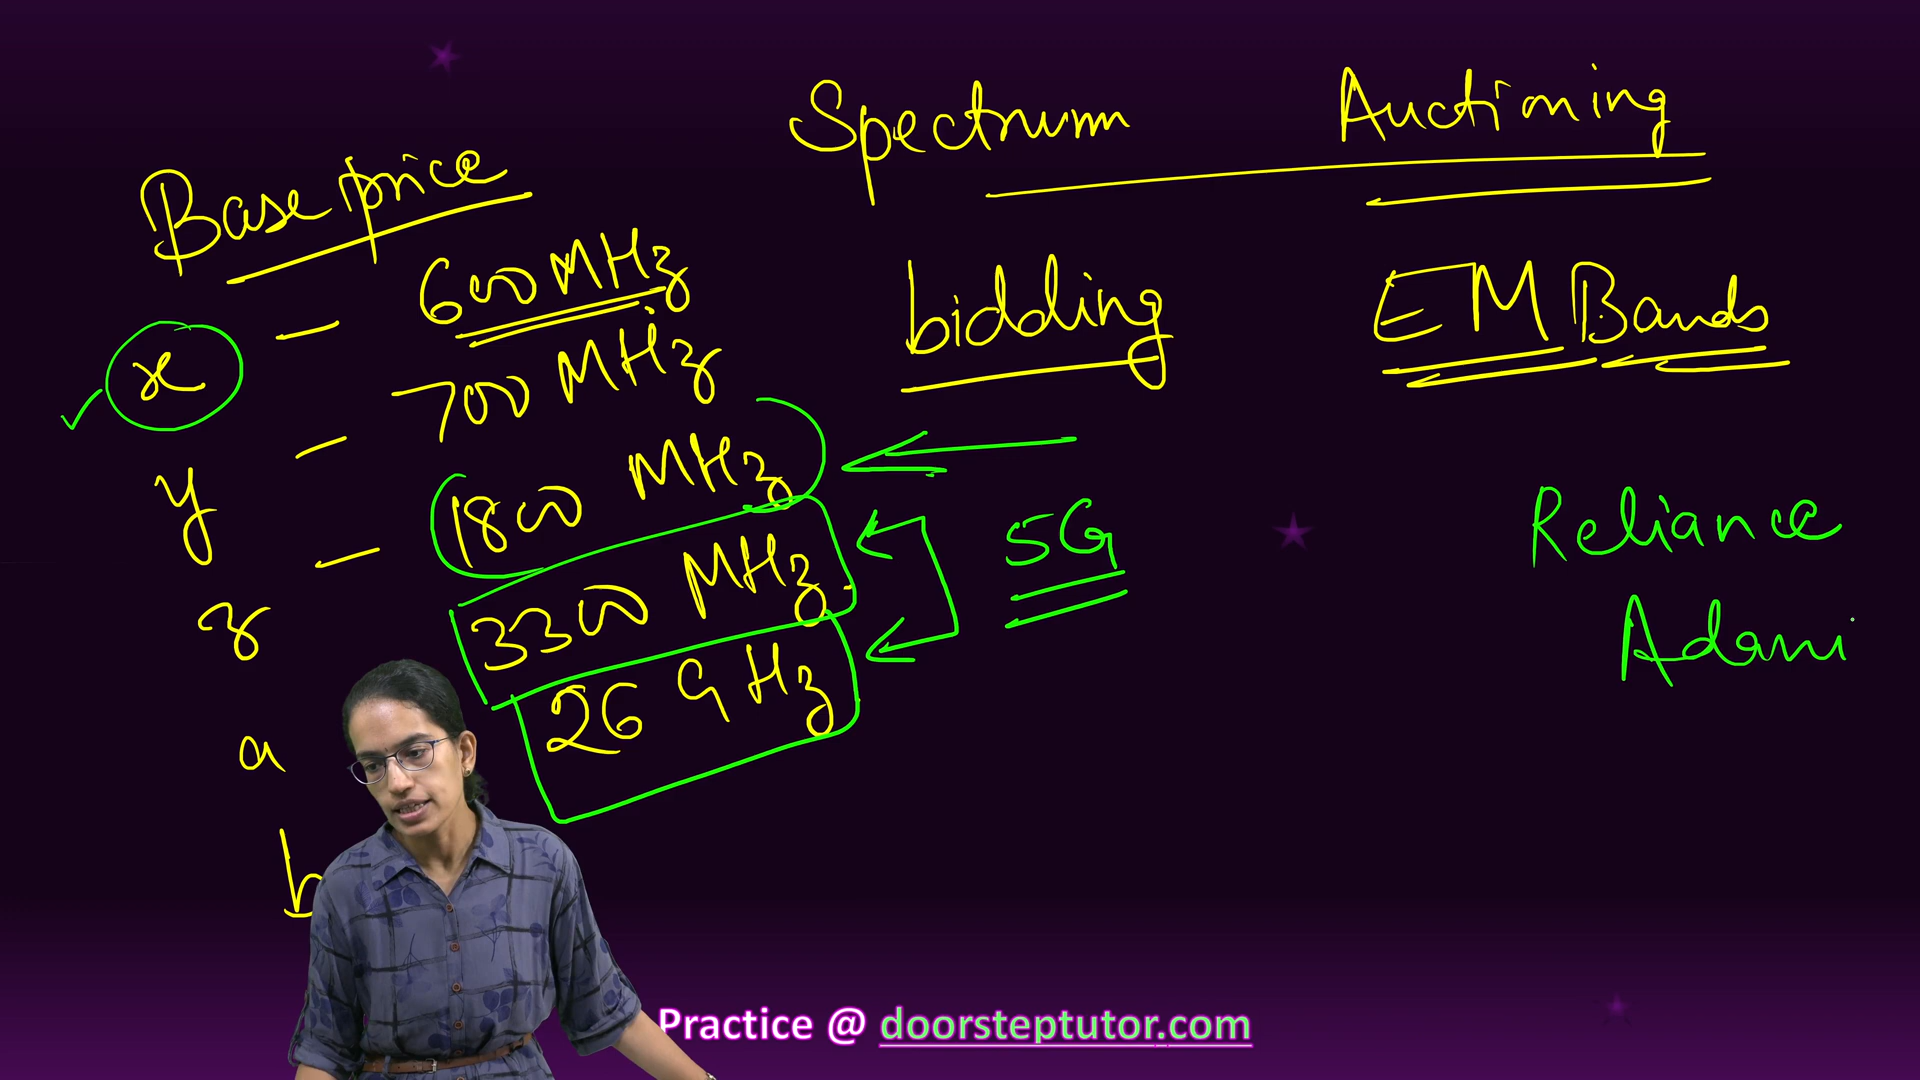 Spectrum Auctioning
Base price
x - 600 MHz
bidding EM Bands
y - 700 MHz
z - 1800 MHz
5G
Reliance
a 3300 MHz
Adani
b 26 GHz
Practice @ doorsteptutor.com